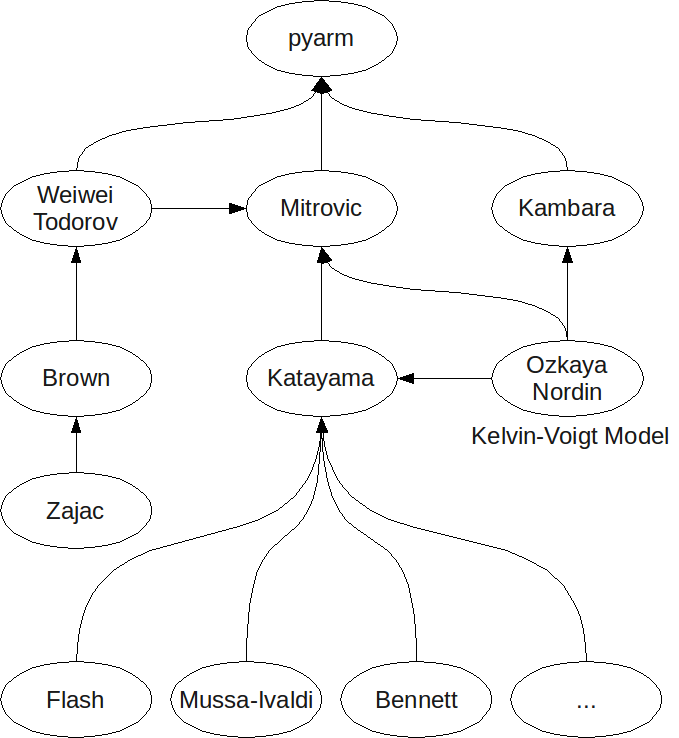 pyarm
Weiwei
Todorov
Mitrovic
Kambara
Brown
Katayama
Ozkaya
Nordin
Kelvin-Voigt Model
Zajac
Flash
Mussa-Ivaldi
Bennett
...